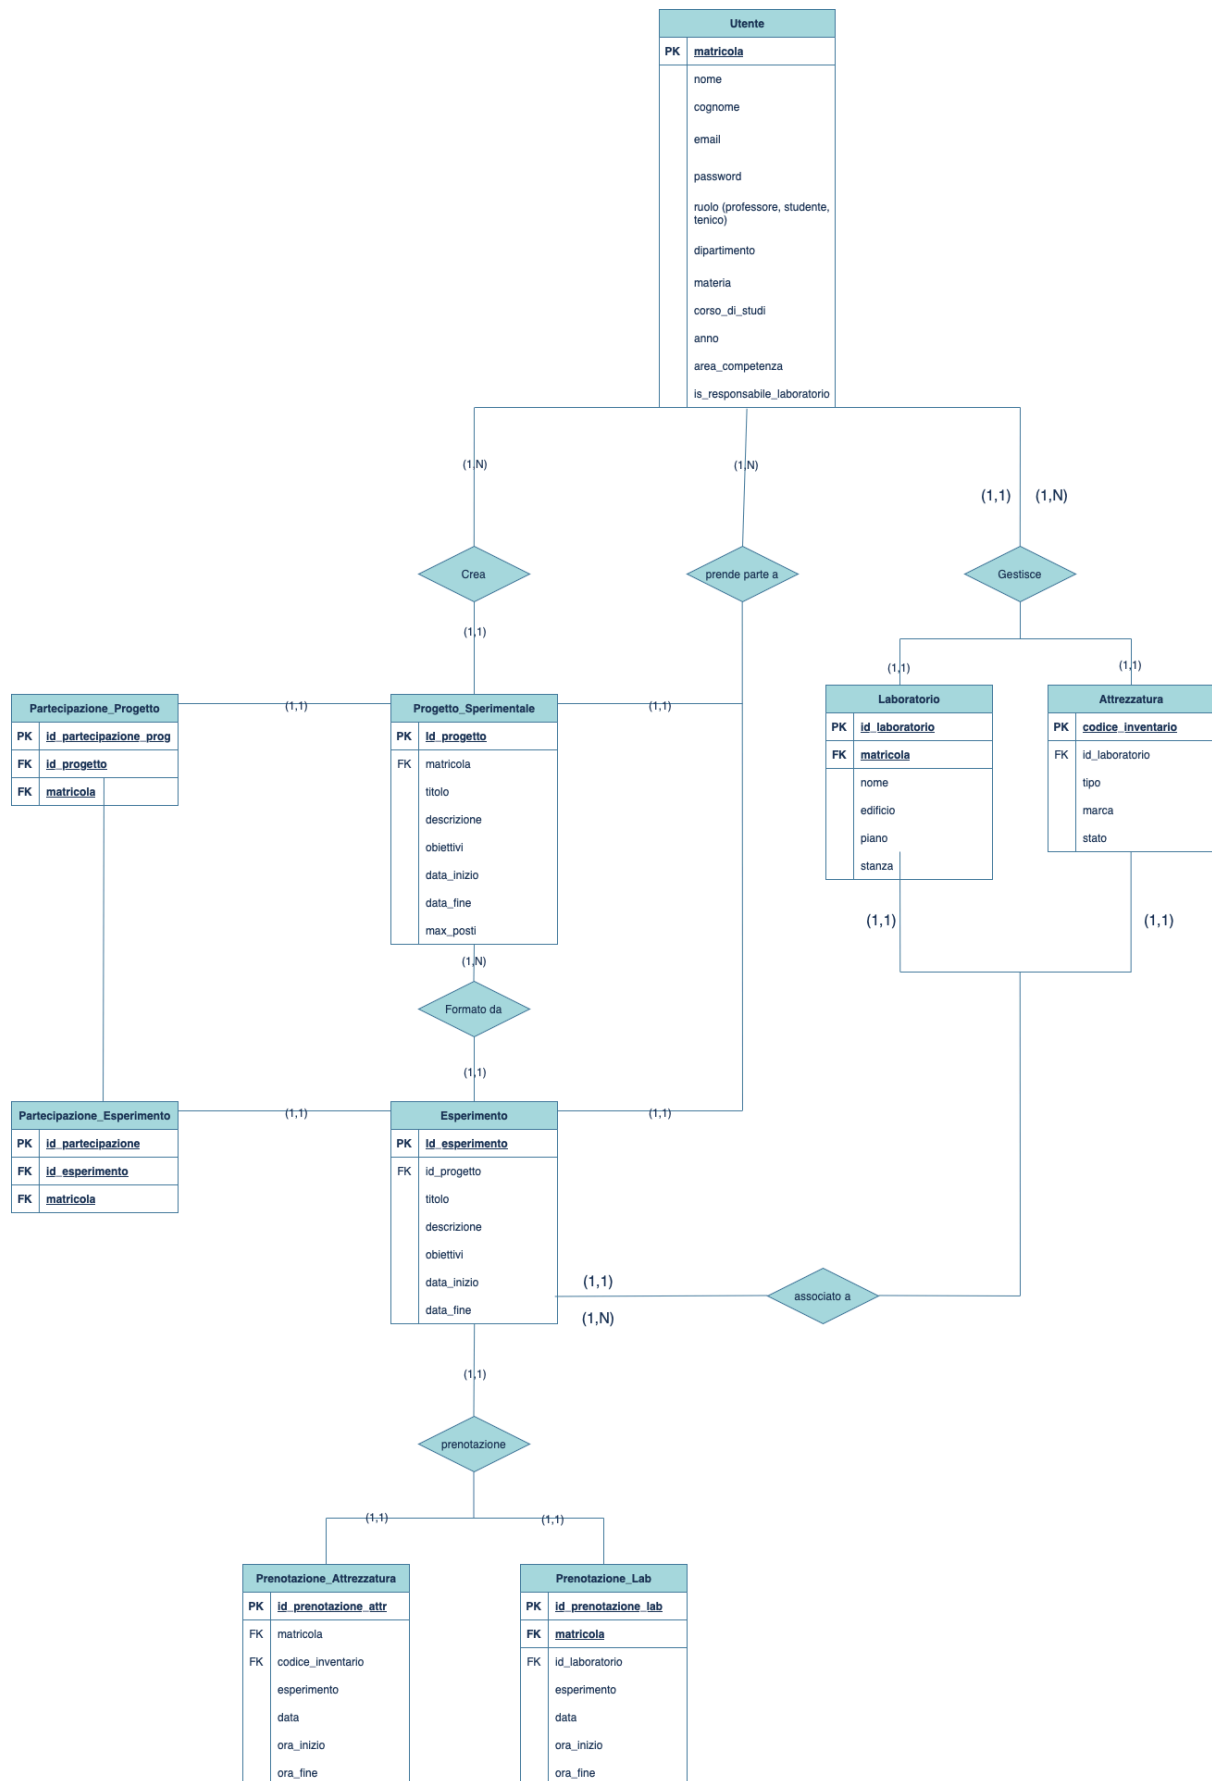 Utente
PK matricola
nome
cognome
email
password
ruolo (professore, studente,
tenico)
dipartimento
materia
corso_di_studi
anno
area_competenza
is_responsabile_laboratorio
(1,N)
(1,N)
(1,1) (1,N)
Crea
prende parte a
Gestisce
(1,1)
(1,1)
(1,1)
Partecipazione_Progetto
PK id_partecipazione_prog
FK id_progetto
FK matricola
(1,1)
Progetto_Sperimentale
PK Id_progetto
FK matricola
titolo
descrizione
obiettivi
data_inizio
data_fine
max_posti
(1,1)
Laboratorio
PK id_laboratorio
FK matricola
nome
edificio
piano
stanza
Attrezzatura
PK codice_inventario
FK id_laboratorio
tipo
marca
stato
(1,1)
(1,1)
(1,N)
Formato da
(1,1)
Partecipazione_Esperimento
PK id_partecipazione
FK id_esperimento
FK matricola
(1,1)
Esperimento
PK Id_esperimento
FK id_progetto
titolo
descrizione
obiettivi
data_inizio
data_fine
(1,1)
(1,1)
(1,N)
associato a
(1,1)
prenotazione
(1,1)
(1,1)
Prenotazione_Attrezzatura
PK id_prenotazione_attr
FK matricola
FK codice_inventario
esperimento
data
ora_inizio
ora_fine
Prenotazione_Lab
PK id_prenotazione_lab
FK matricola
FK id_laboratorio
esperimento
data
ora_inizio
ora_fine